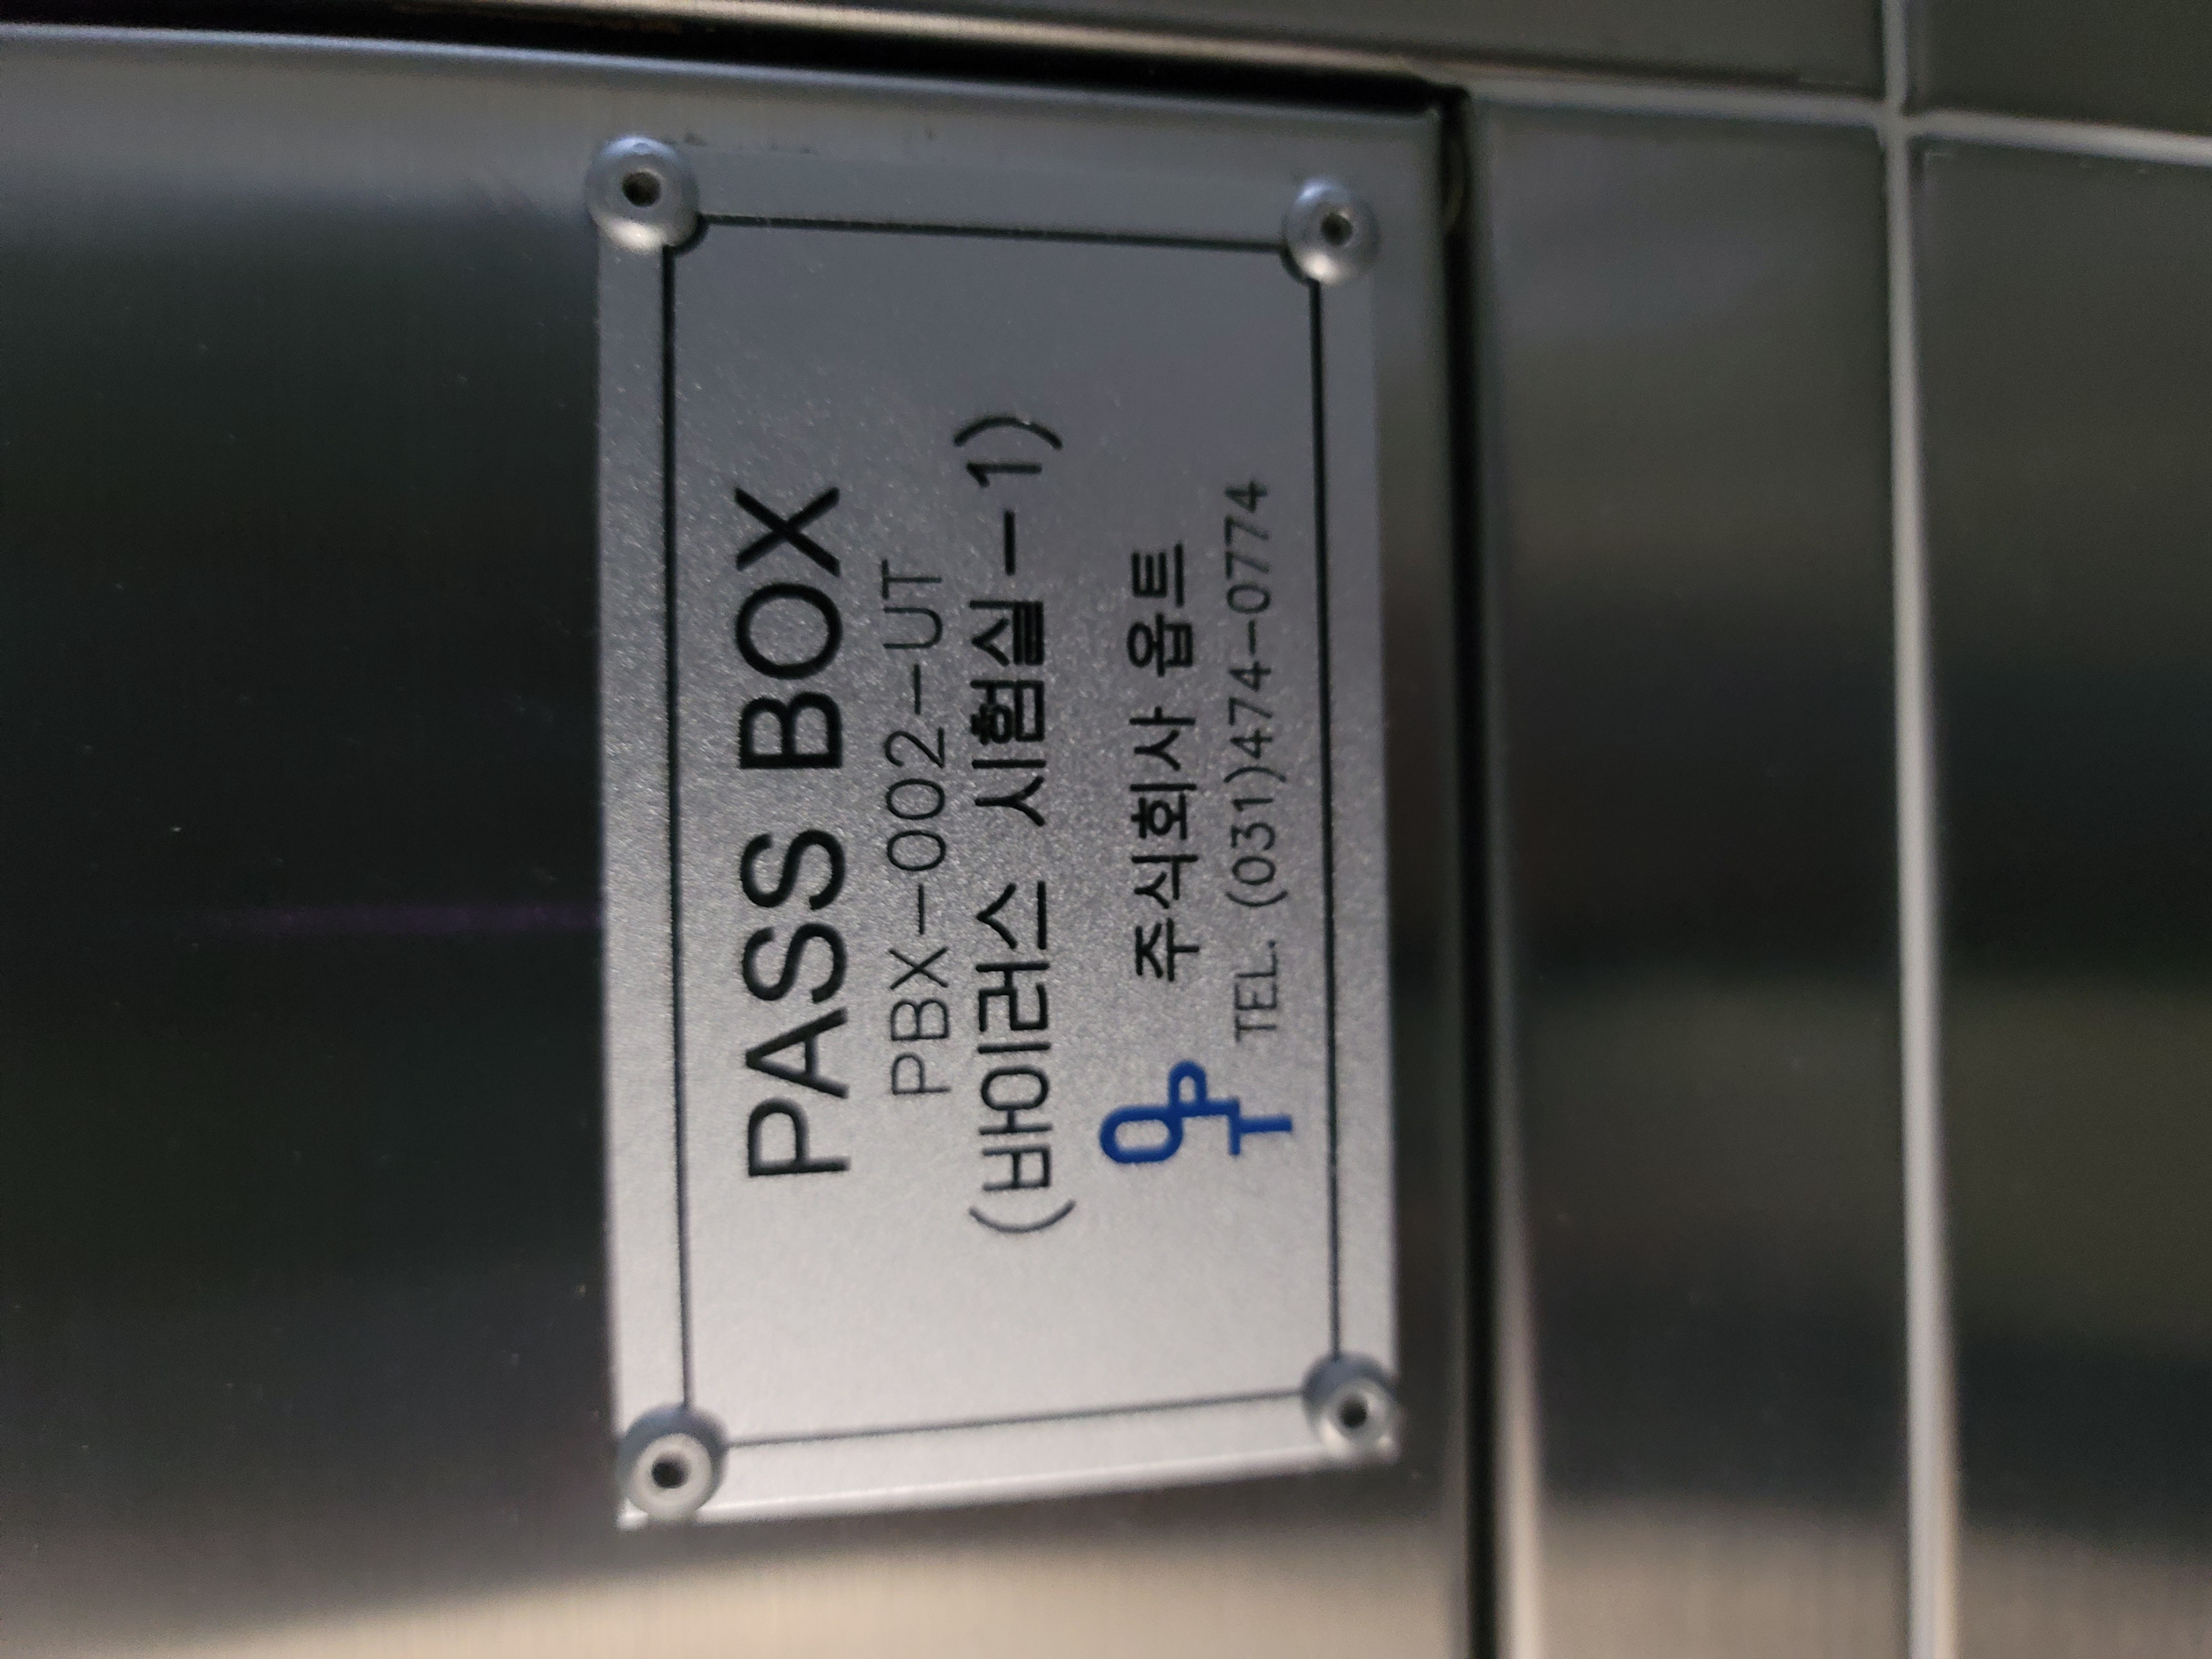 PASS BOX
PBX-002-UT
(바이러스 시험실-1)
OPT
주식회사 옵트
TEL. (031)474-0774